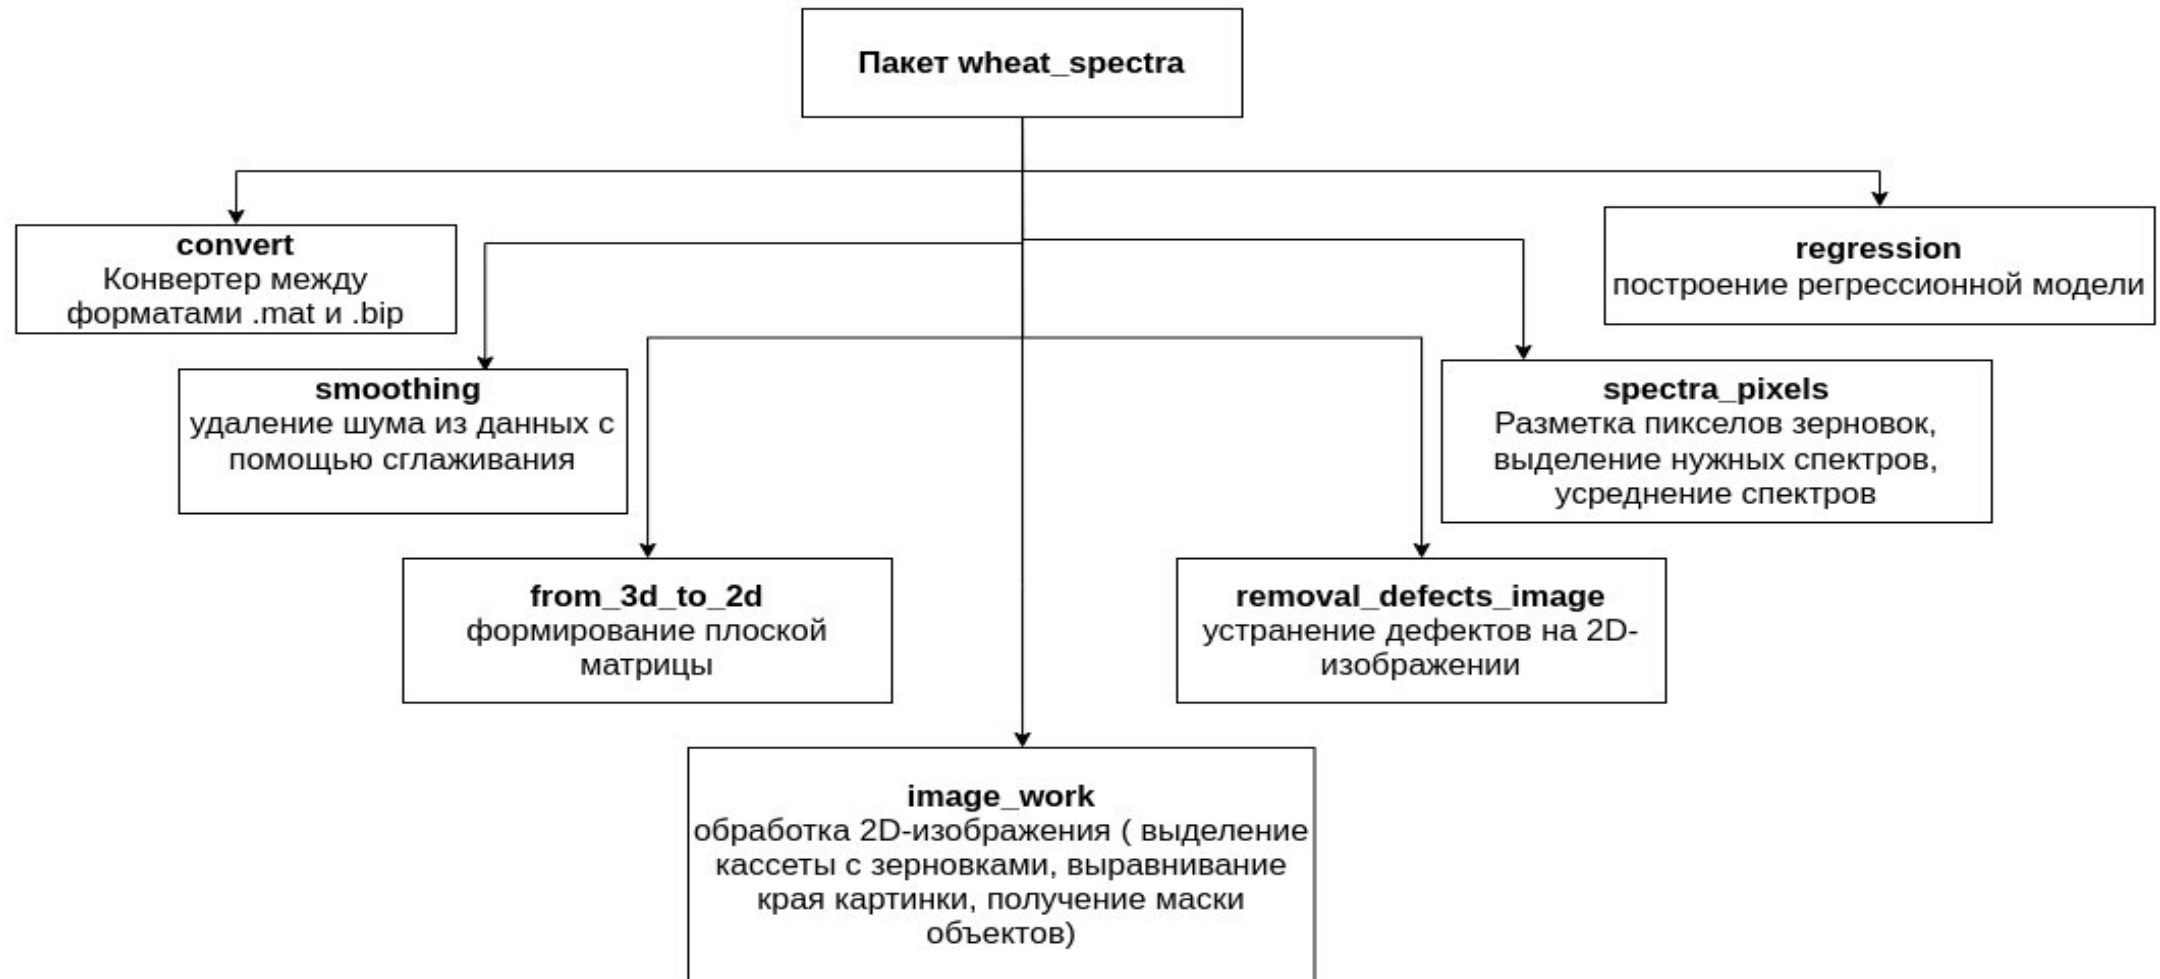 Пакет wheat_spectra
convert
Конвертер между
форматами .mat и .bip
regression
построение регрессионной модели
smoothing
удаление шума из данных с
помощью сглаживания
spectra_pixels
Разметка пикселов зерновок,
выделение нужных спектров,
усреднение спектров
from_3d_to_2d
формирование плоской
матрицы
removal_defects_image
устранение дефектов на 2D-
изображении
image_work
обработка 2D-изображения ( выделение
кассеты с зерновками, выравнивание
края картинки, получение маски
объектов)